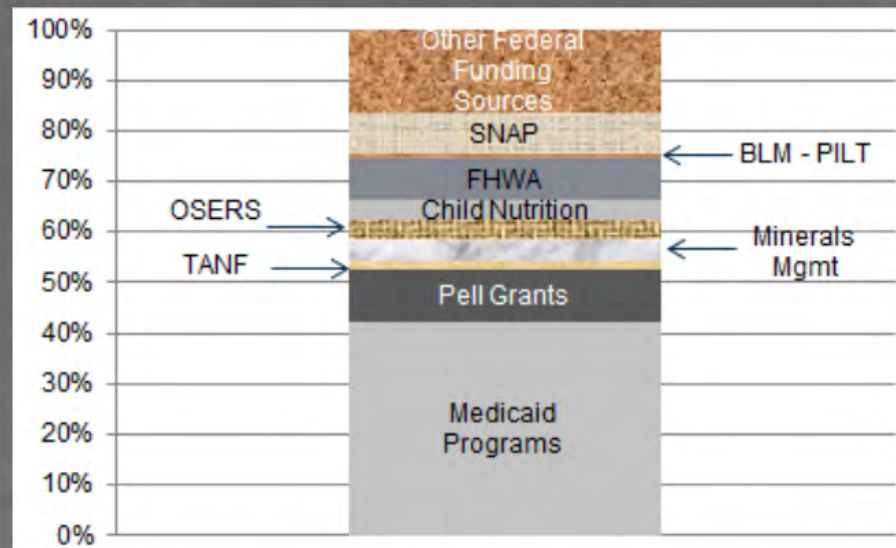 100%
90%
80%
70%
60%
50%
40%
30%
20%
10%
0%
Other Federal
Funding
Sources
SNAP
BLM - PILT
FHWA
Child Nutrition
OSERS
Minerals
Mgmt
TANF
Pell Grants
Medicaid
Programs